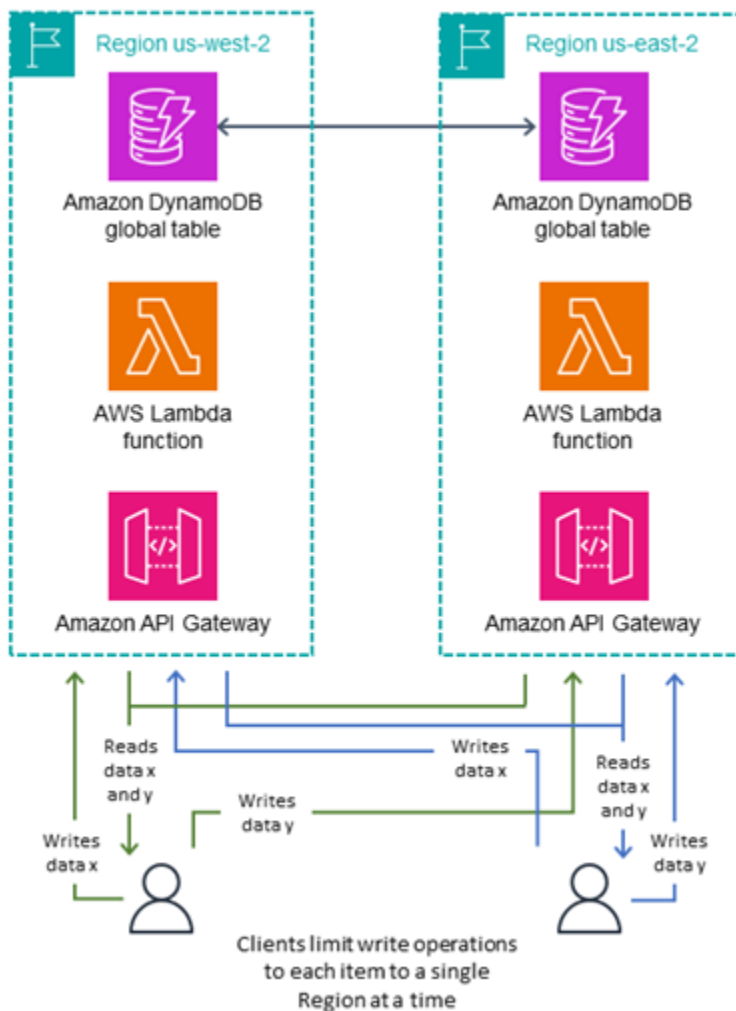 Region us-west-2
Region us-east-2
Amazon DynamoDB
global table
Amazon DynamoDB
global table
AWS Lambda
function
AWS Lambda
function
</>
Amazon API Gateway
</>
Amazon API Gateway
Reads
data x
and y
Writes
data x
Reads
data x
and y
Writes
data y
Writes
data x
Writes
data y
Clients limit write operations
to each item to a single
Region at a time